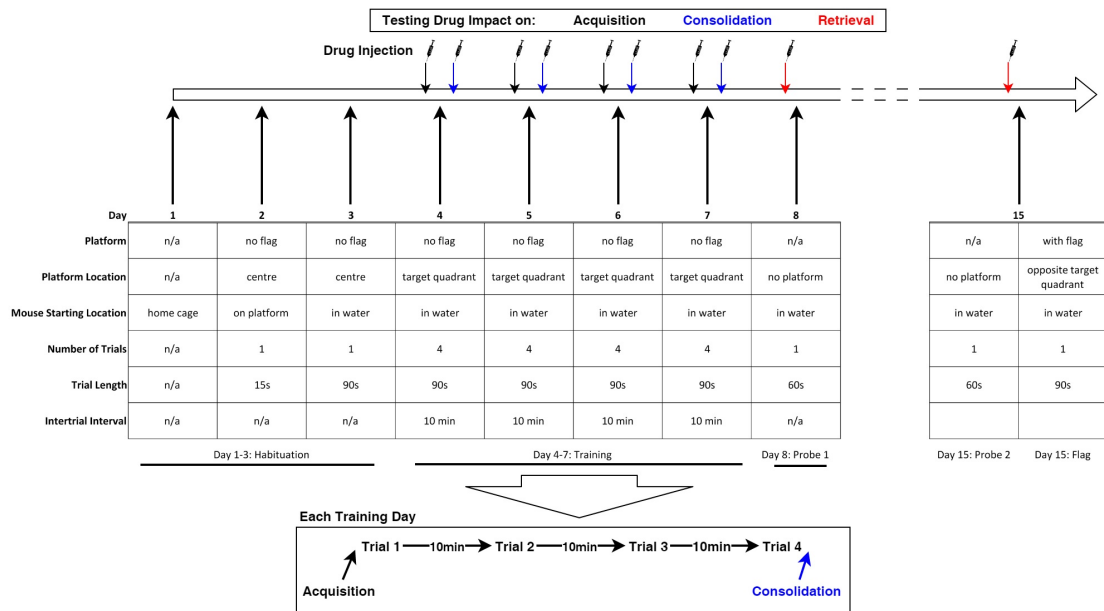 Testing Drug Impact on: Acquisition Consolidation Retrieval
Drug Injection
Day 1 2 3 4 5 6 7 8 15
Platform n/a no flag no flag no flag no flag no flag no flag n/a n/a with flag
Platform Location n/a centre centre target quadrant target quadrant target quadrant target quadrant no platform no platform opposite target
quadrant
Mouse Starting Location home cage on platform in water in water in water in water in water in water in water in water
Number of Trials n/a 1 1 4 4 4 4 1 1 1
Trial Length n/a 15s 90s 90s 90s 90s 90s 60s 60s 90s
Intertrial Interval n/a n/a n/a 10 min 10 min 10 min 10 min n/a
Day 1-3: Habituation Day 4-7: Training Day 8: Probe 1 Day 15: Probe 2 Day 15: Flag
Each Training Day
Trial 1 10min Trial 2 10min Trial 3 10min Trial 4
Acquisition Consolidation